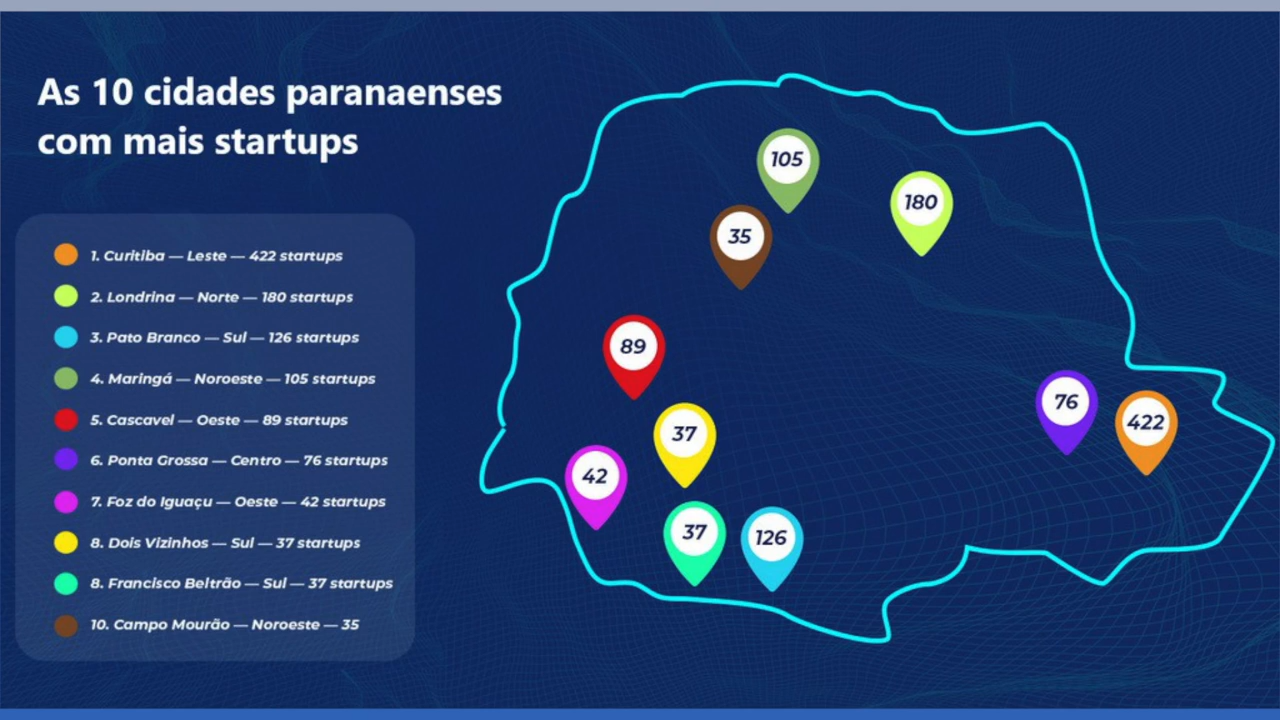 As 10 cidades paranaenses
com mais startups
1. Curitiba — Leste — 422 startups
2. Londrina — Norte — 180 startups
3. Pato Branco — Sul — 126 startups
4. Maringá — Noroeste — 105 startups
5. Cascavel — Oeste — 89 startups
6. Ponta Grossa — Centro — 76 startups
7. Foz do Iguaçu — Oeste — 42 startups
8. Dois Vizinhos — Sul — 37 startups
8. Francisco Beltrão — Sul — 37 startups
10. Campo Mourão — Noroeste — 35
105
180
35
89
76
422
37
42
37
126